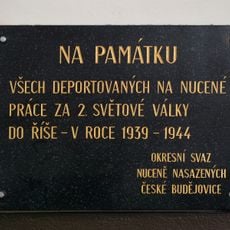 NA PAMÁTKU
VŠECH DEPORTOVANÝCH NA NUCENÉ
PRÁCE ZA 2. SVĚTOVÉ VÁLKY
DO ŘÍŠE - V ROCE 1939 - 1944
OKRESNÍ SVAZ
NUCENĚ NASAZENÝCH
ČESKÉ BUDĚJOVICE